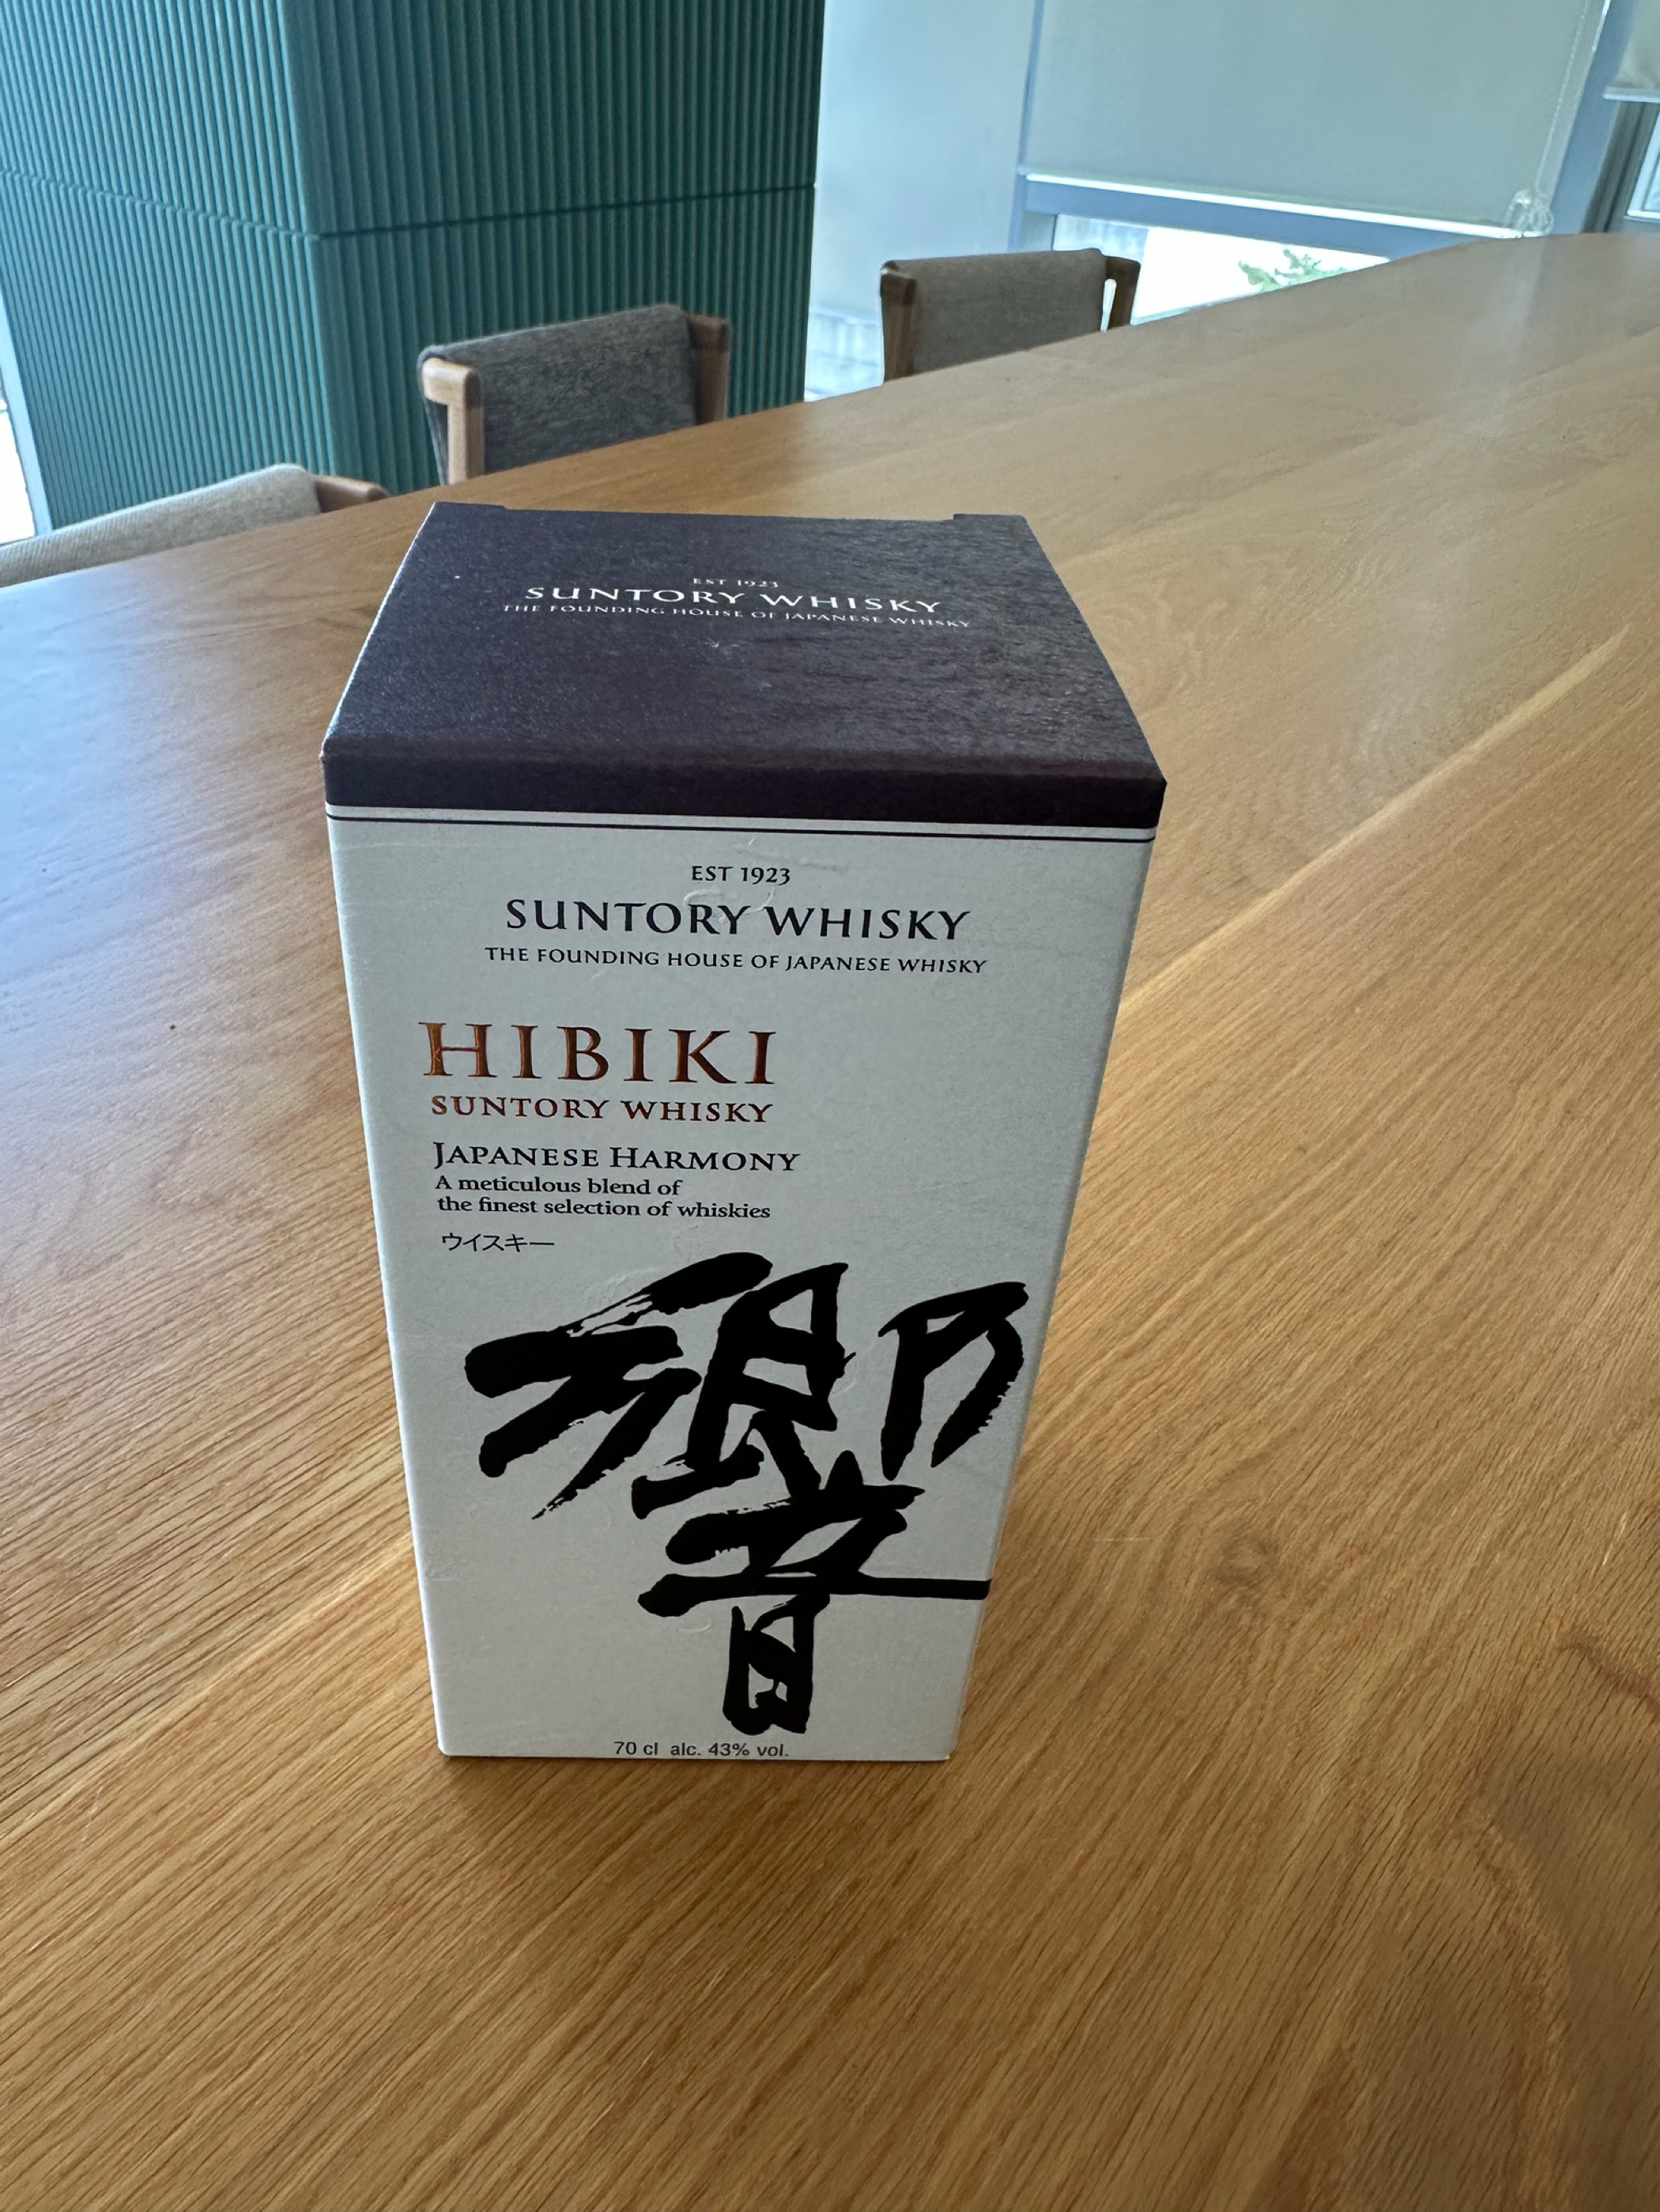 EST 1923
SUNTORY WHISKY
THE FOUNDING HOUSE OF JAPANESE WHISKY
EST 1923
SUNTORY WHISKY
THE FOUNDING HOUSE OF JAPANESE WHISKY
HIBIKI
SUNTORY WHISKY
JAPANESE HARMONY
A meticulous blend of
the finest selection of whiskies
ウイスキー
響
70 cl alc. 43% vol.